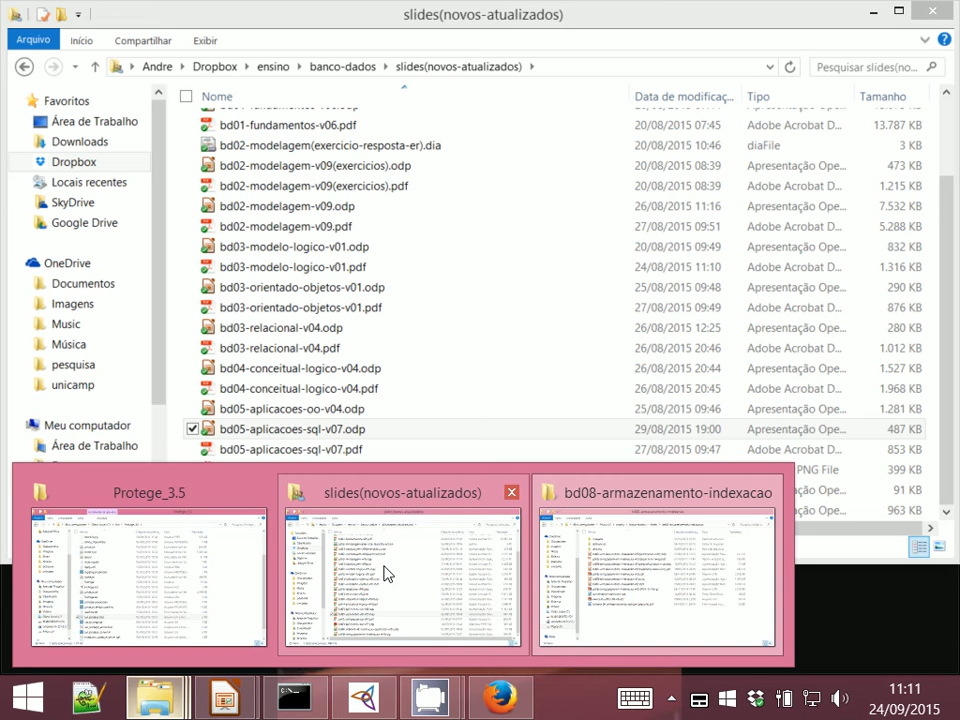 slides(novos-atualizados)
Arquivo Início Compartilhar Exibir
Andre Dropbox ensino banco-dados slides(novos-atualizados) Pesquisar slides(no...
Favoritos
Área de Trabalho
Downloads
Dropbox
Locais recentes
SkyDrive
Google Drive
OneDrive
Documentos
Imagens
Music
Música
pesquisa
unicamp
Meu computador
Área de Trabalho
Nome Data de modificaç... Tipo Tamanho
bd01-fundamentos-v06.pdf 20/08/2015 07:45 Adobe Acrobat D... 13.787 KB
bd02-modelagem(exercicio-resposta-er).dia 20/08/2015 10:46 diaFile 3 KB
bd02-modelagem-v09(exercicios).odp 20/08/2015 08:39 Apresentação Ope... 473 KB
bd02-modelagem-v09(exercicios).pdf 20/08/2015 08:39 Adobe Acrobat D... 1.215 KB
bd02-modelagem-v09.odp 26/08/2015 11:16 Apresentação Ope... 7.532 KB
bd02-modelagem-v09.pdf 27/08/2015 09:51 Adobe Acrobat D... 5.288 KB
bd03-modelo-logico-v01.odp 20/08/2015 09:49 Apresentação Ope... 832 KB
bd03-modelo-logico-v01.pdf 24/08/2015 11:10 Adobe Acrobat D... 1.316 KB
bd03-orientado-objetos-v01.odp 25/08/2015 09:48 Apresentação Ope... 290 KB
bd03-orientado-objetos-v01.pdf 27/08/2015 09:49 Adobe Acrobat D... 876 KB
bd03-relacional-v04.odp 26/08/2015 12:25 Apresentação Ope... 280 KB
bd03-relacional-v04.pdf 26/08/2015 20:46 Adobe Acrobat D... 1.012 KB
bd04-conceitual-logico-v04.odp 26/08/2015 20:44 Apresentação Ope... 1.527 KB
bd04-conceitual-logico-v04.pdf 26/08/2015 20:45 Adobe Acrobat D... 1.968 KB
bd05-aplicacoes-oo-v04.odp 25/08/2015 09:46 Apresentação Ope... 1.281 KB
bd05-aplicacoes-sql-v07.odp 29/08/2015 19:00 Apresentação Ope... 487 KB
bd05-aplicacoes-sql-v07.pdf 27/08/2015 09:47 Adobe Acrobat D... 853 KB
PNG File 399 KB
Apresentação Ope... 91 KB
Apresentação Ope... 963 KB
Protege_3.5 slides(novos-atualizados) bd08-armazenamento-indexacao
11:11
24/09/2015